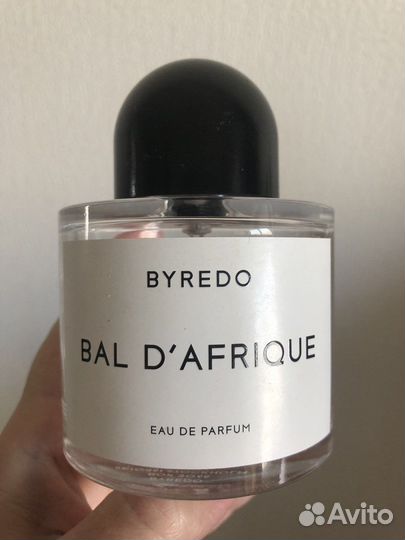 BYREDO
BAL D'AFRIQUE
EAU DE PARFUM
Avito